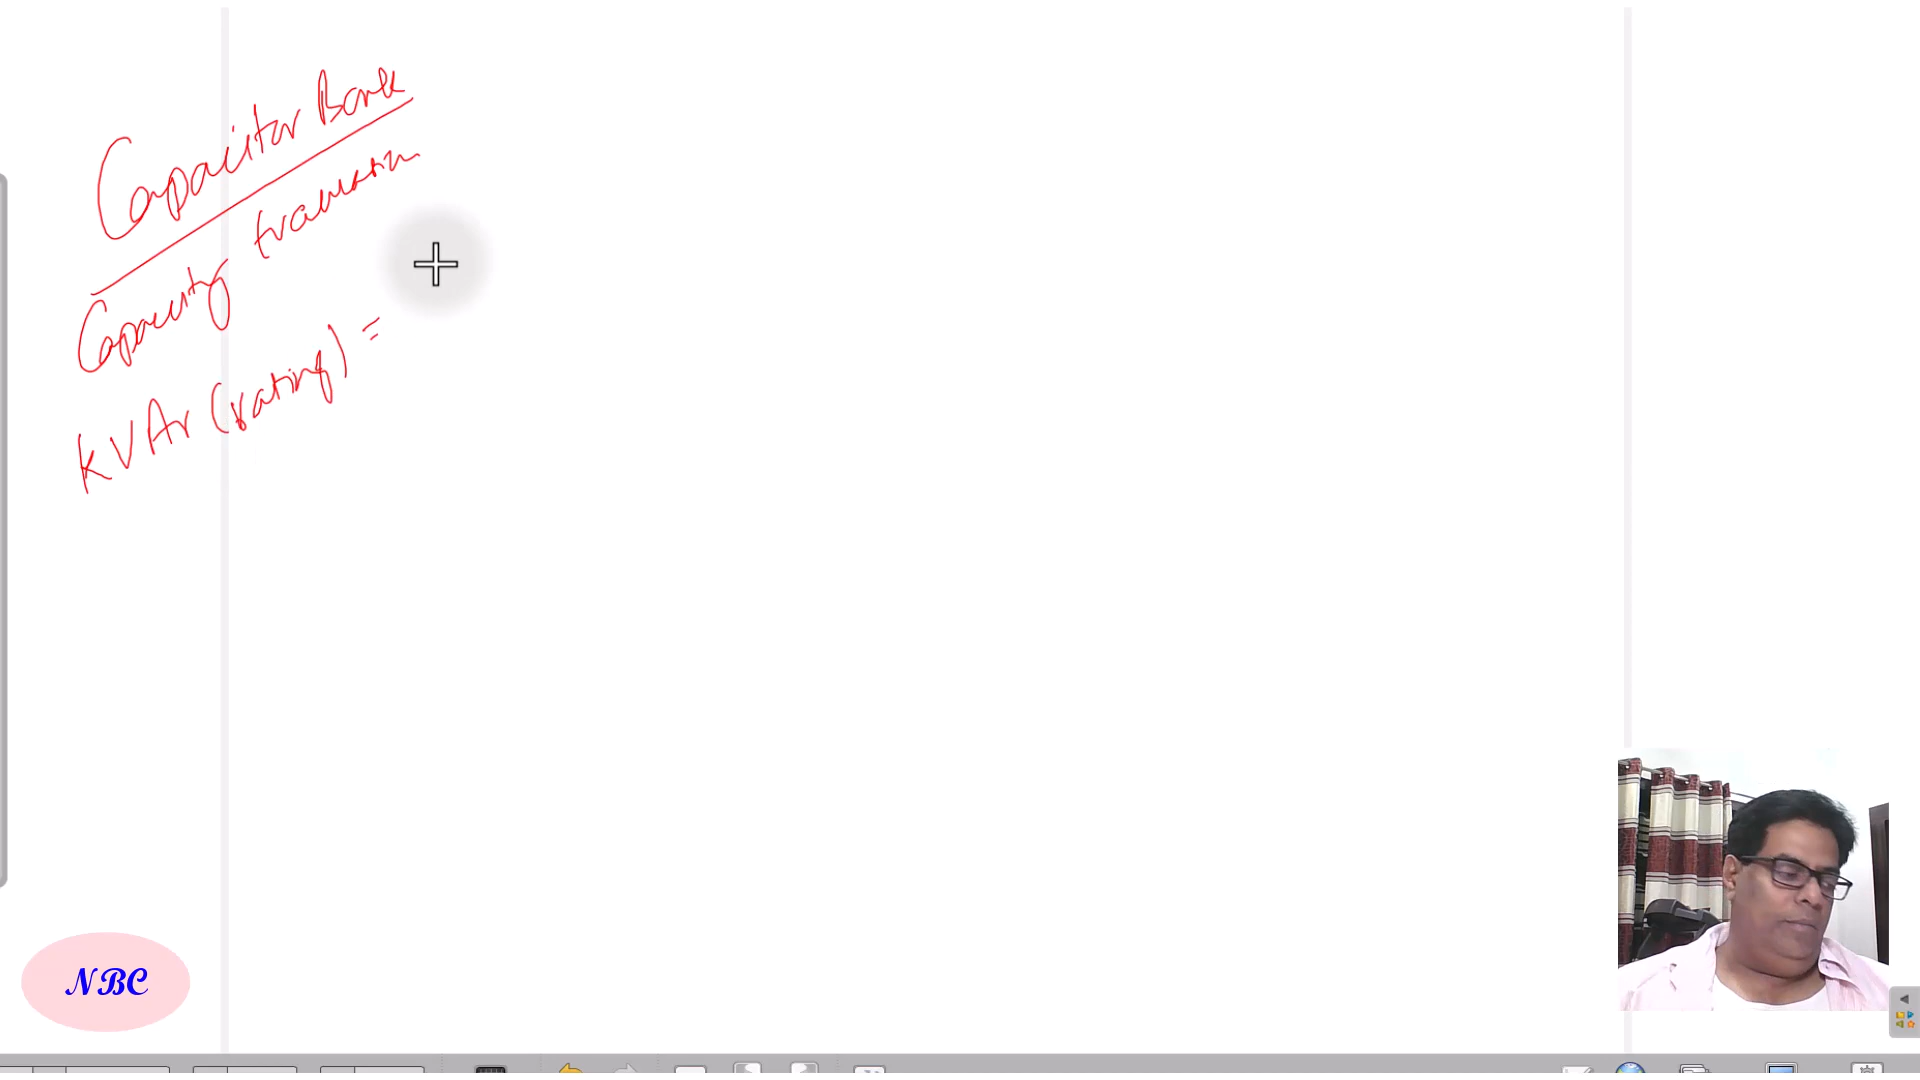 Capacitor Bank
Capacity Evaluation
kVAr (rating) =
NBC